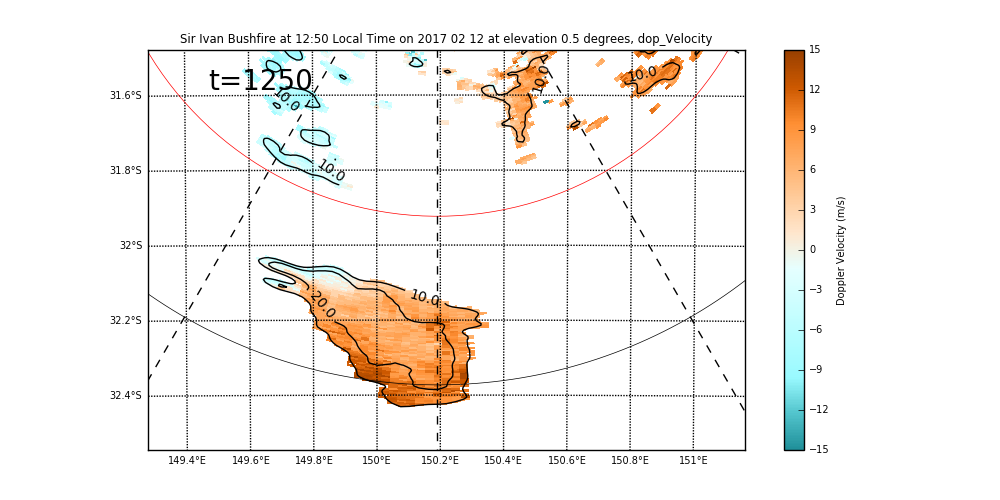 Sir Ivan Bushfire at 12:50 Local Time on 2017 02 12 at elevation 0.5 degrees, dop_Velocity
t=1250
10.0
10.0
10.0
10.0
10.0
20.0
31.6°S
31.8°S
32°S
32.2°S
32.4°S
149.4°E 149.6°E 149.8°E 150°E 150.2°E 150.4°E 150.6°E 150.8°E 151°E
15
12
9
6
3
0
−3
−6
−9
−12
−15
Doppler Velocity (m/s)